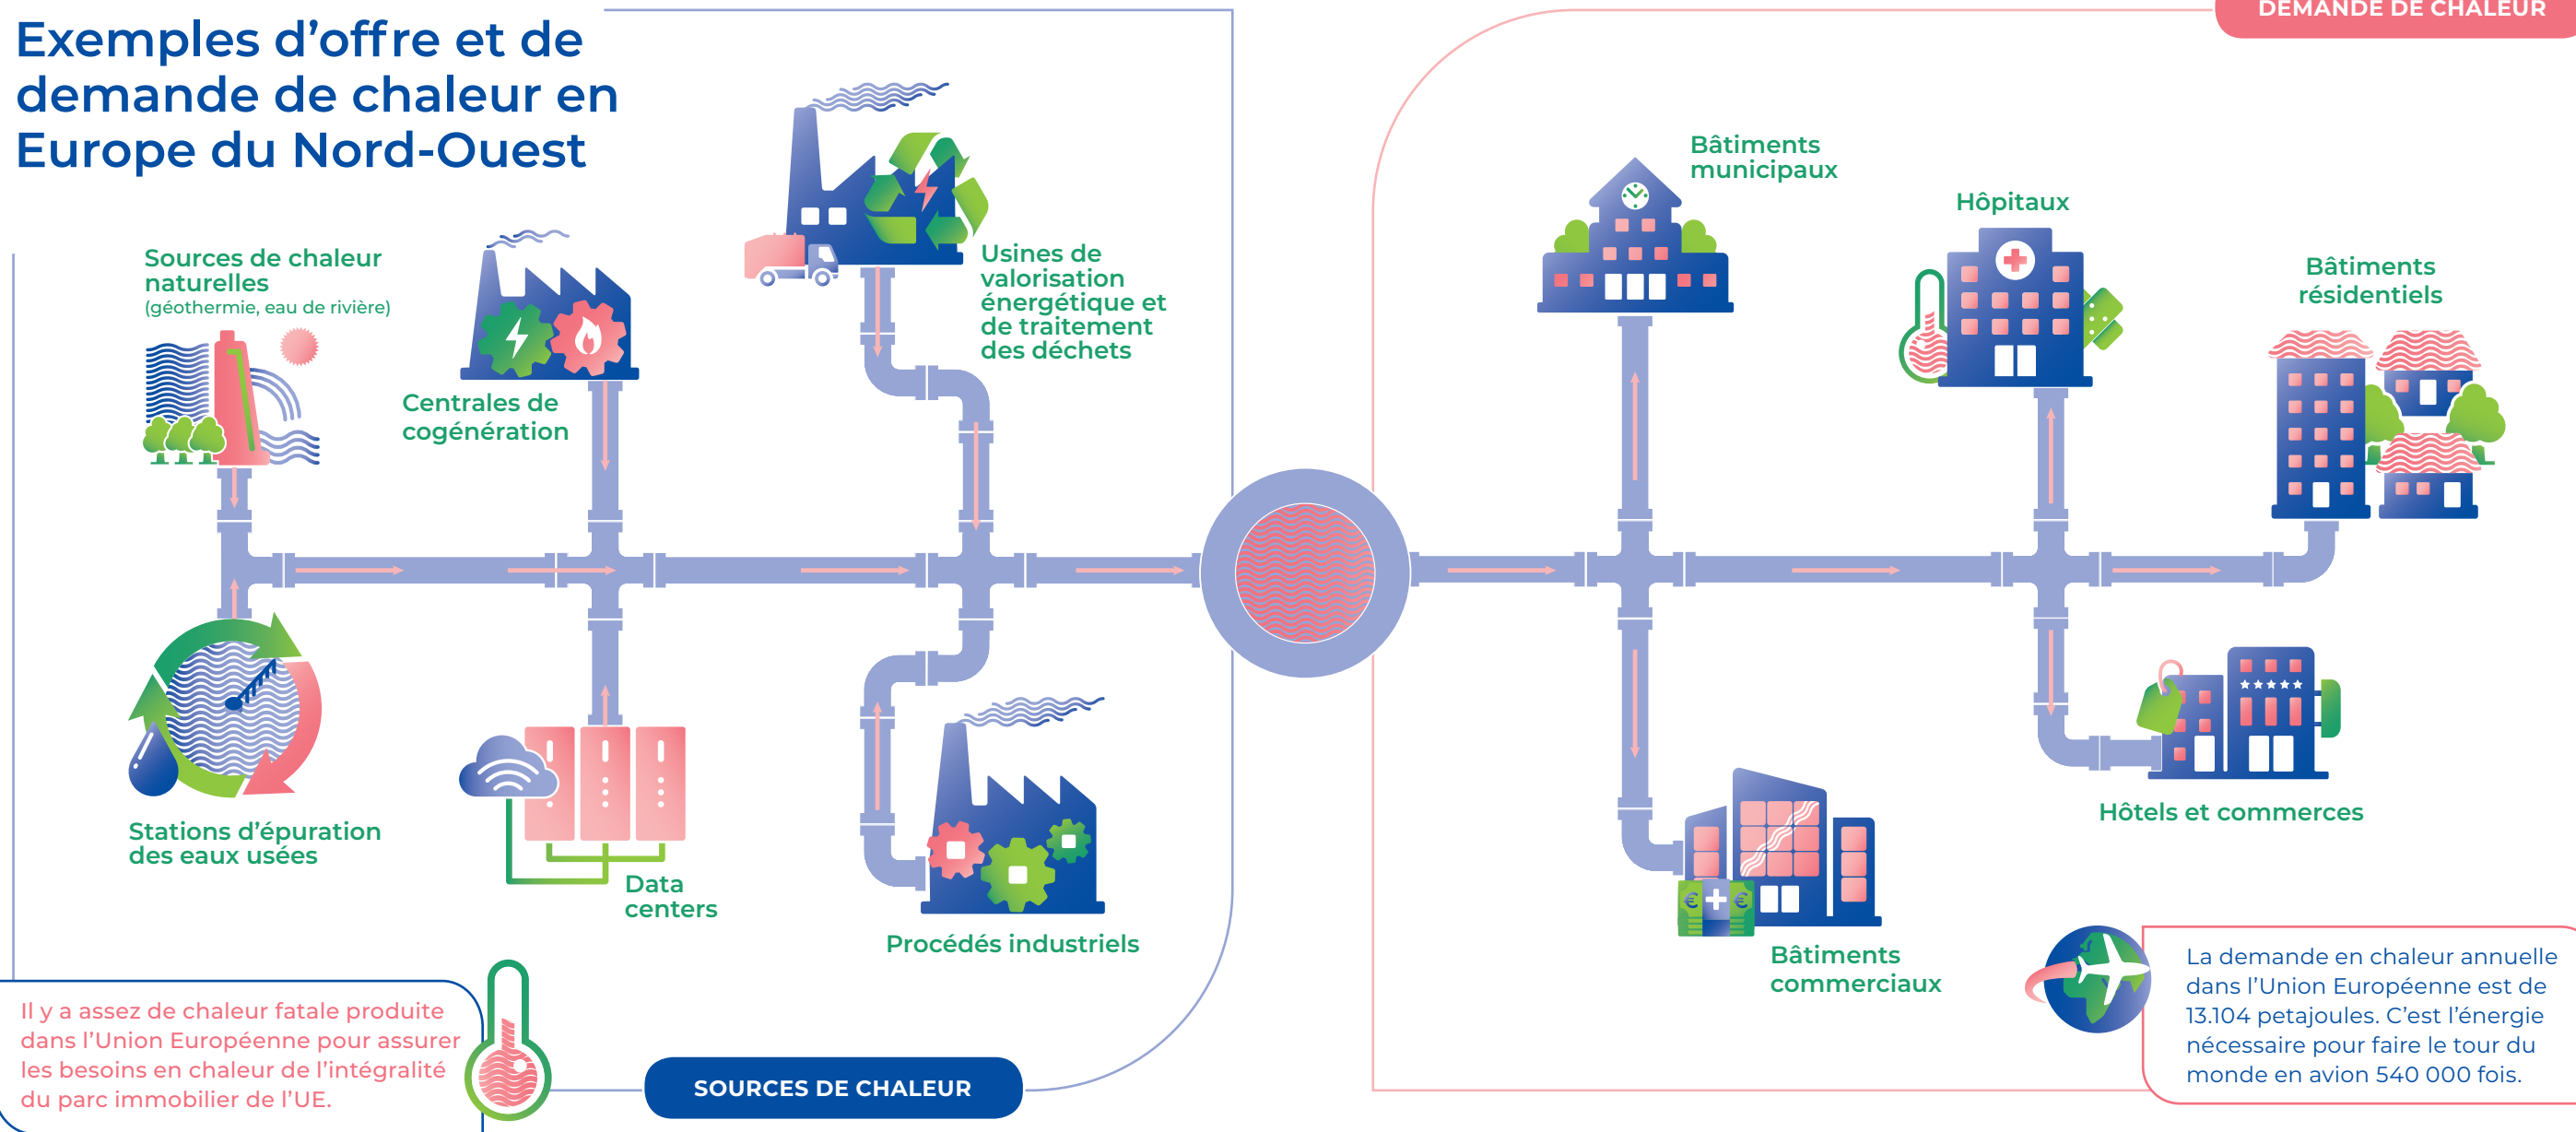 Exemples d’offre et de
demande de chaleur en
Europe du Nord-Ouest
Sources de chaleur
naturelles
(géothermie, eau de rivière)
Centrales de
cogénération
Usines de
valorisation
énergétique et
de traitement
des déchets
Stations d’épuration
des eaux usées
Data
centers
Procédés industriels
Il y a assez de chaleur fatale produite
dans l’Union Européenne pour assurer
les besoins en chaleur de l’intégralité
du parc immobilier de l’UE.
SOURCES DE CHALEUR
DEMANDE DE CHALEUR
Bâtiments
municipaux
Hôpitaux
Bâtiments
résidentiels
Hôtels et commerces
€ €
Bâtiments
commerciaux
La demande en chaleur annuelle
dans l’Union Européenne est de
13.104 petajoules. C’est l’énergie
nécessaire pour faire le tour du
monde en avion 540 000 fois.